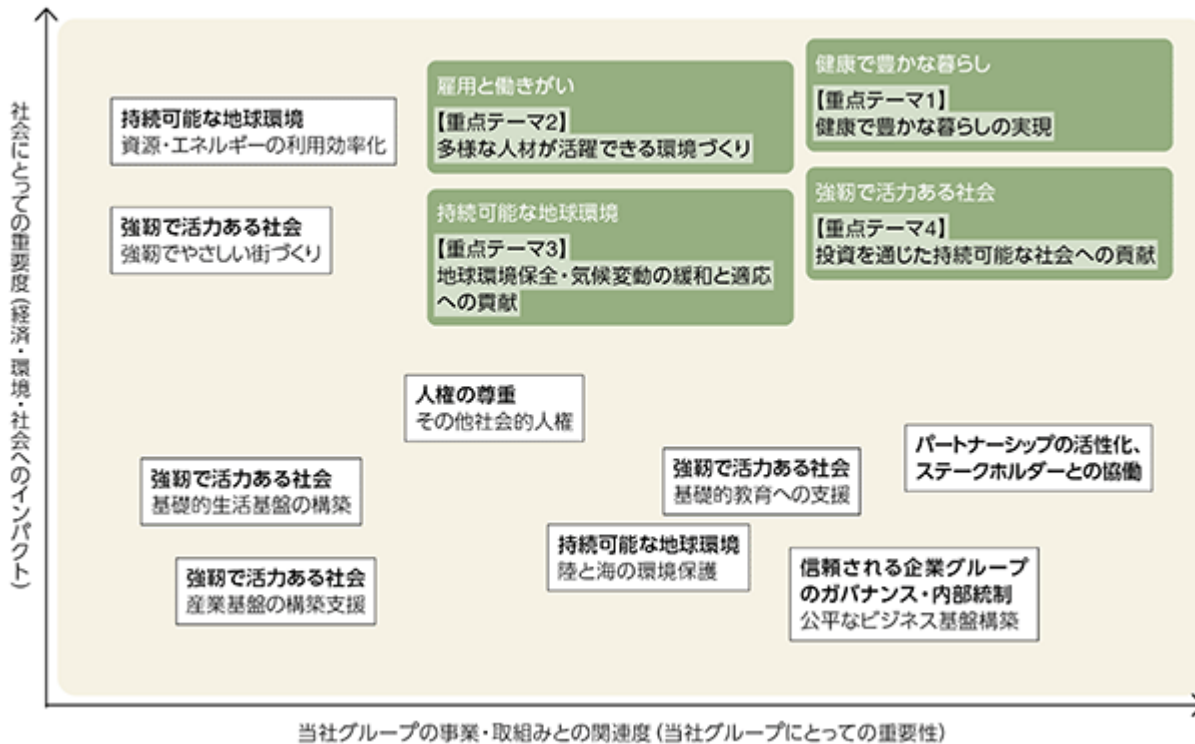 社会にとっての重要度(経済・環境・社会へのインパクト)
持続可能な地球環境
資源・エネルギーの利用効率化
雇用と働きがい
【重点テーマ2】
多様な人材が活躍できる環境づくり
健康で豊かな暮らし
【重点テーマ1】
健康で豊かな暮らしの実現
強靭で活力ある社会
強靭でやさしい街づくり
持続可能な地球環境
【重点テーマ3】
地球環境保全・気候変動の緩和と適応
への貢献
強靭で活力ある社会
【重点テーマ4】
投資を通じた持続可能な社会への貢献
人権の尊重
その他社会的人権
パートナーシップの活性化、
ステークホルダーとの協働
強靭で活力ある社会
基礎的生活基盤の構築
強靭で活力ある社会
基礎的教育への支援
持続可能な地球環境
陸と海の環境保護
強靭で活力ある社会
産業基盤の構築支援
信頼される企業グループ
のガバナンス・内部統制
公平なビジネス基盤構築
当社グループの事業・取組みとの関連度(当社グループにとっての重要性)